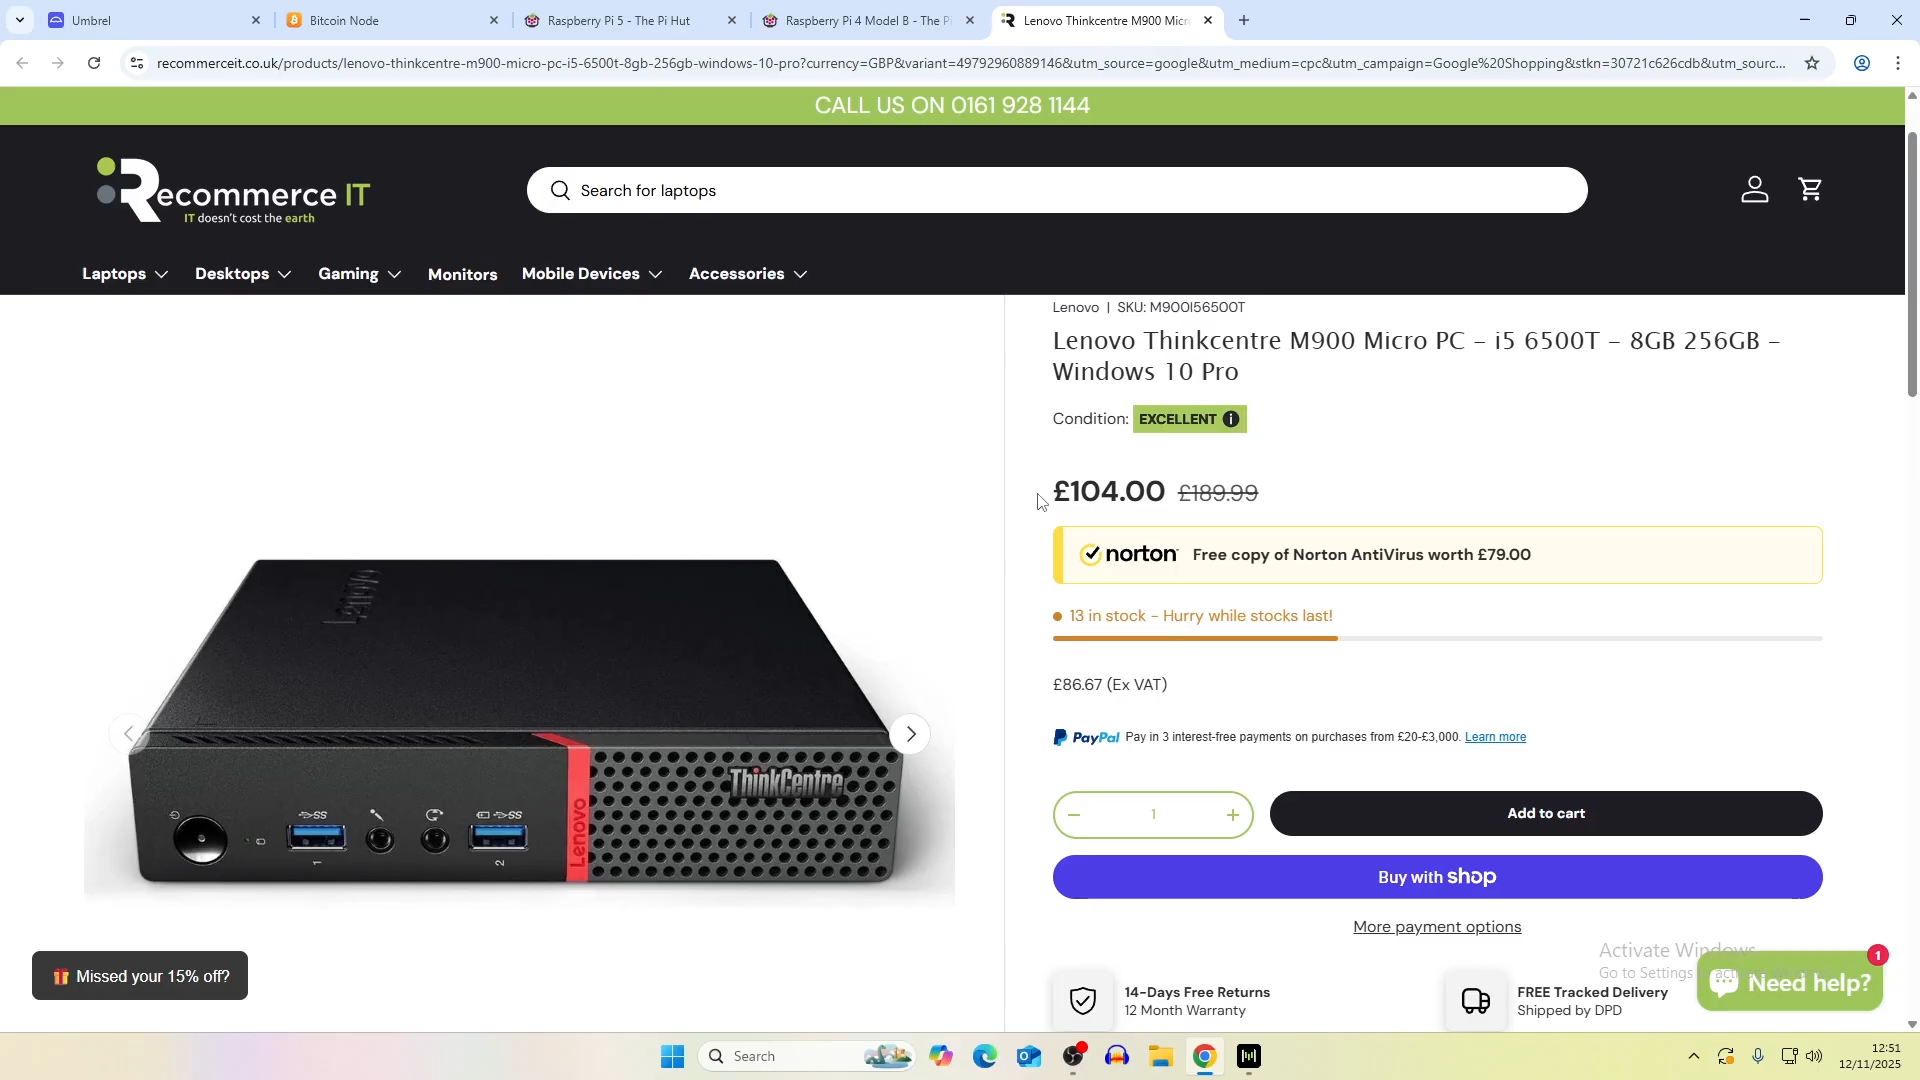 Umbrel
Bitcoin Node
Raspberry Pi 5 - The Pi Hut
Raspberry Pi 4 Model B - The P
Lenovo Thinkcentre M900 Micro
recommerceit.co.uk/products/lenovo-thinkcentre-m900-micro-pc-i5-6500t-8gb-256gb-windows-10-pro?currency=GBP&variant=49792960889146&utm_source=google&utm_medium=cpc&utm_campaign=Google%20Shopping&stkn=30721c626cdb&utm_sourc...
CALL US ON 0161 928 1144
Recommerce IT
IT doesn't cost the earth
Search for laptops
Laptops
Desktops
Gaming
Monitors
Mobile Devices
Accessories
Lenovo | SKU: M900I56500T
Lenovo Thinkcentre M900 Micro PC – i5 6500T – 8GB 256GB –
Windows 10 Pro
Condition: EXCELLENT i
£104.00 £189.99
norton Free copy of Norton AntiVirus worth £79.00
13 in stock - Hurry while stocks last!
£86.67 (Ex VAT)
PayPal Pay in 3 interest-free payments on purchases from £20-£3,000. Learn more
1
Add to cart
Buy with shop
More payment options
14-Days Free Returns
12 Month Warranty
FREE Tracked Delivery
Shipped by DPD
Lenovo
ThinkCentre
Lenovo
SS
SS
1
2
Missed your 15% off?
Activate Windows
Go to Settings
Need help?
1
Search
12:51
12/11/2025